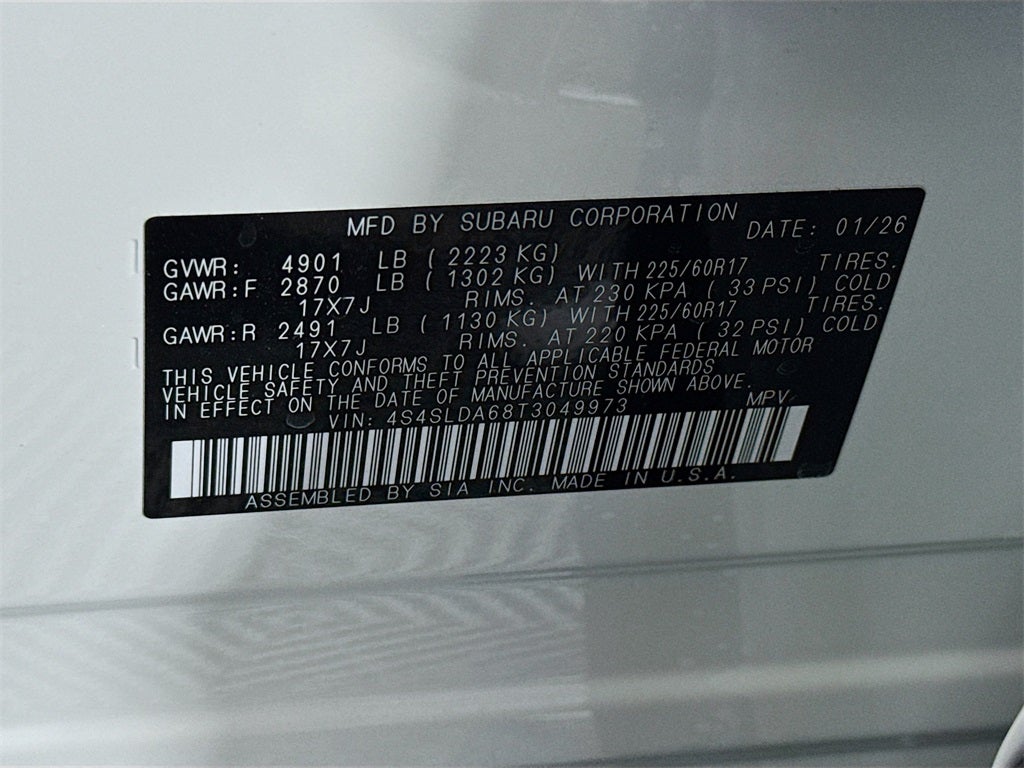 MFD BY SUBARU CORPORATION DATE: 01/26
GVWR: 4901 LB ( 2223 KG)
GAWR:F 2870 LB ( 1302 KG) WITH 225/60R17 TIRES.
17X7J RIMS. AT 230 KPA ( 33 PSI) COLD
GAWR:R 2491 LB ( 1130 KG) WITH 225/60R17 TIRES.
17X7J RIMS. AT 220 KPA ( 32 PSI) COLD
THIS VEHICLE CONFORMS TO ALL APPLICABLE FEDERAL MOTOR
VEHICLE SAFETY AND THEFT PREVENTION STANDARDS
IN EFFECT ON THE DATE OF MANUFACTURE SHOWN ABOVE.
VIN: 4S4SLDA68T3049973 MPV
ASSEMBLED BY SIA INC. MADE IN U.S.A.